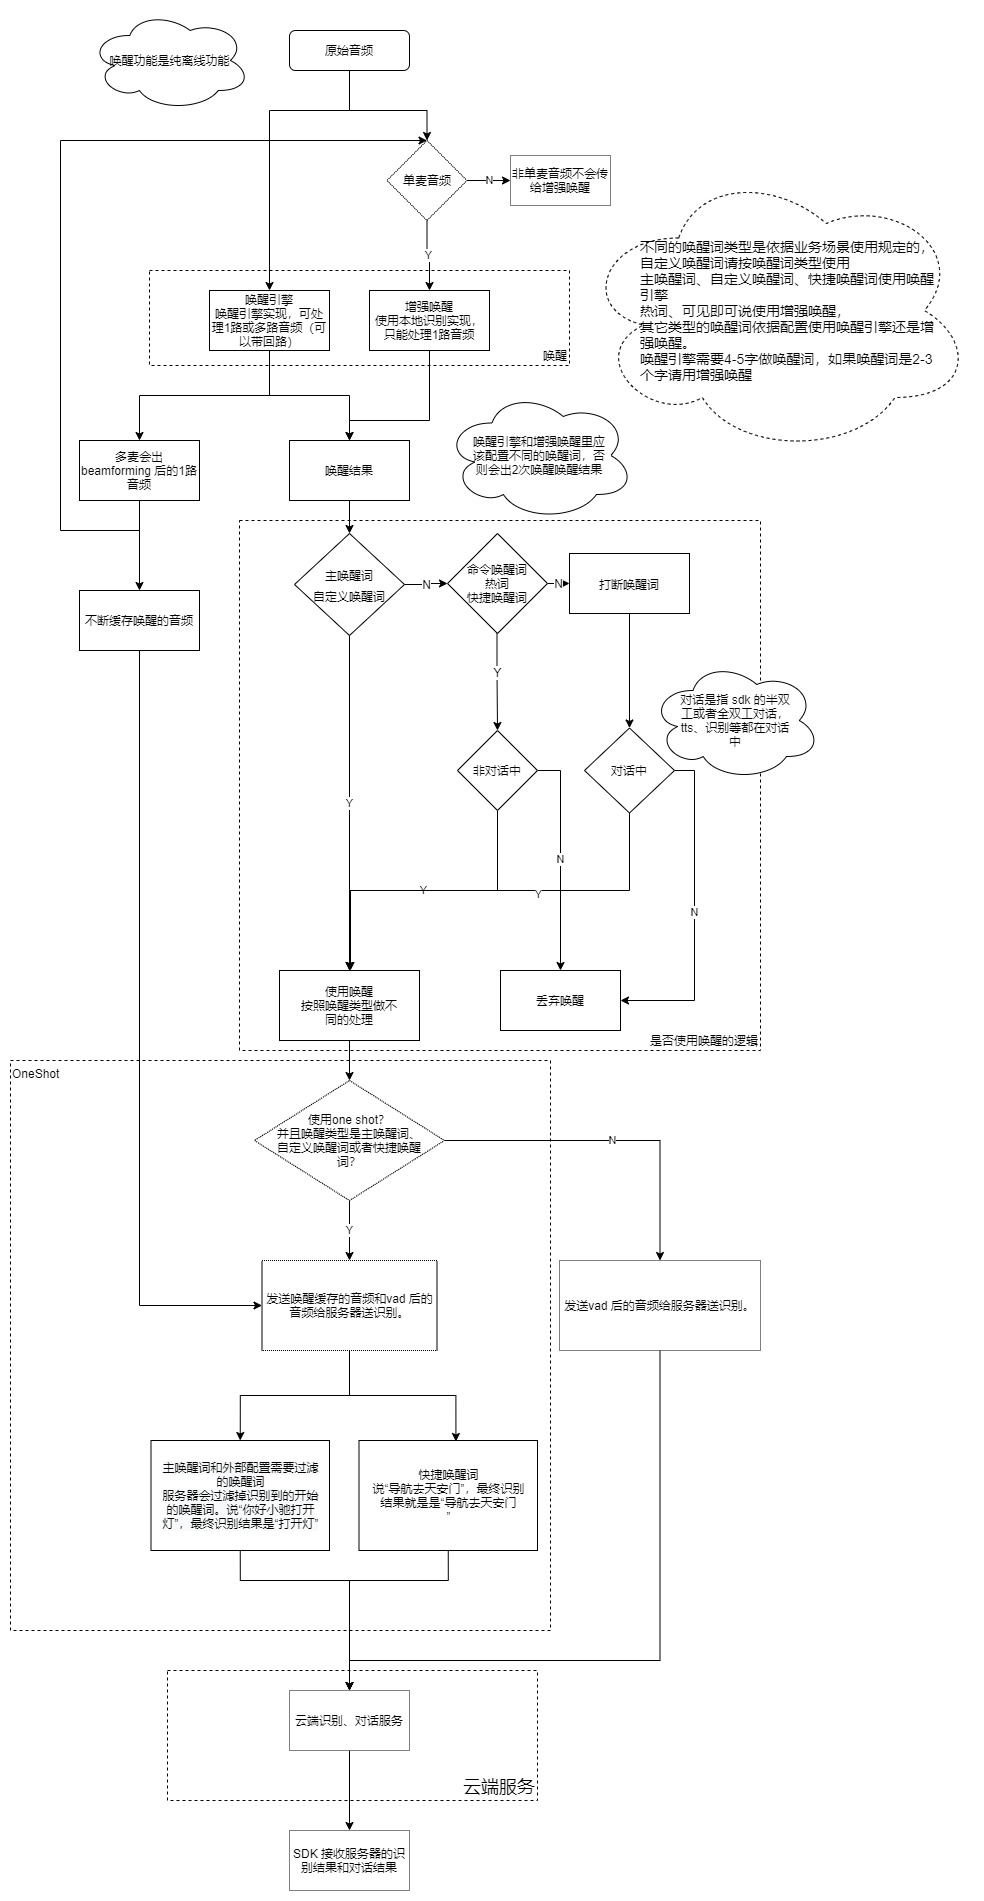 唤醒功能是纯离线功能
原始音频
单麦音频
N
非单麦音频不会传
给增强唤醒
Y
不同的唤醒词类型是依据业务场景使用规定的，
自定义唤醒词请按唤醒词类型使用
主唤醒词、自定义唤醒词、快捷唤醒词使用唤醒
引擎
热词、可见即可说使用增强唤醒，
其它类型的唤醒词依据配置使用唤醒引擎还是增
强唤醒。
唤醒引擎需要4-5字做唤醒词，如果唤醒词是2-3
个字请用增强唤醒
唤醒引擎
唤醒引擎实现，可处
理1路或多路音频（可
以带回路）
增强唤醒
使用本地识别实现，
只能处理1路音频
唤醒
多麦会出
beamforming 后的1路
音频
唤醒结果
唤醒引擎和增强唤醒里应
该配置不同的唤醒词，否
则会出2次唤醒唤醒结果
不断缓存唤醒的音频
主唤醒词
自定义唤醒词
N
命令唤醒词
热词
快捷唤醒词
N
打断唤醒词
Y
对话是指 sdk 的半双
工或者全双工对话，
tts、识别等都在对话
中
非对话中
对话中
Y
N
Y
Y
N
使用唤醒
按照唤醒类型做不
同的处理
丢弃唤醒
是否使用唤醒的逻辑
OneShot
使用one shot？
并且唤醒类型是主唤醒词、
自定义唤醒词或者快捷唤醒
词？
N
Y
发送唤醒缓存的音频和vad 后的
音频给服务器送识别。
发送vad 后的音频给服务器送识别。
主唤醒词和外部配置需要过滤
的唤醒词
服务器会过滤掉识别到的开始
的唤醒词。说“你好小驰打开
灯”，最终识别结果是“打开灯”
快捷唤醒词
说“导航去天安门”，最终识别
结果就是是“导航去天安门
”
云端识别、对话服务
云端服务
SDK 接收服务器的识
别结果和对话结果